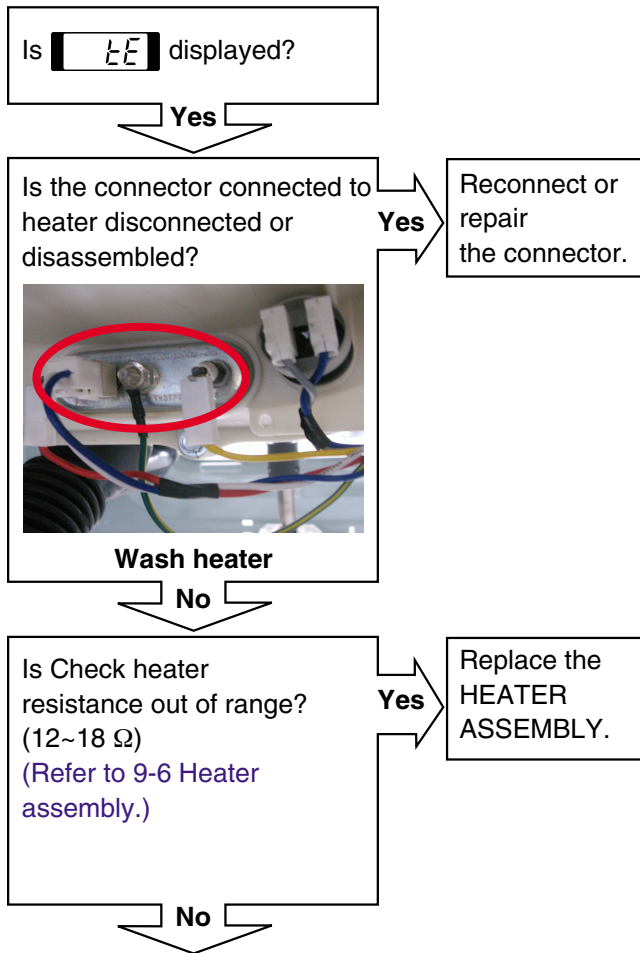 Is tE displayed?
Yes
Is the connector connected to
heater disconnected or
disassembled?
Yes
Reconnect or
repair
the connector.
Wash heater
No
Is Check heater
resistance out of range?
(12~18 Ω)
(Refer to 9-6 Heater
assembly.)
Yes
Replace the
HEATER
ASSEMBLY.
No